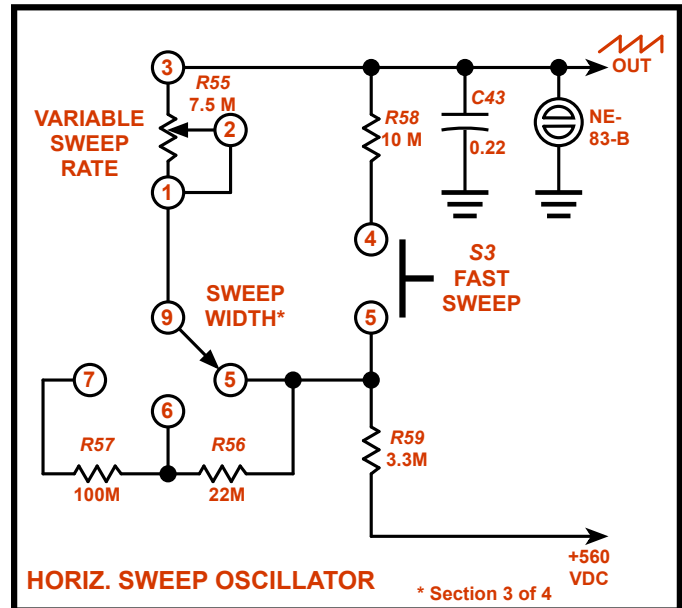 3
R55
7.5 M
VARIABLE
SWEEP
RATE
2
1
R58
10 M
C43
0.22
OUT
NE-
83-B
4
S3
FAST
SWEEP
5
SWEEP
WIDTH*
9
7
5
6
R57
100M
R56
22M
R59
3.3M
+560
VDC
HORIZ. SWEEP OSCILLATOR
* Section 3 of 4